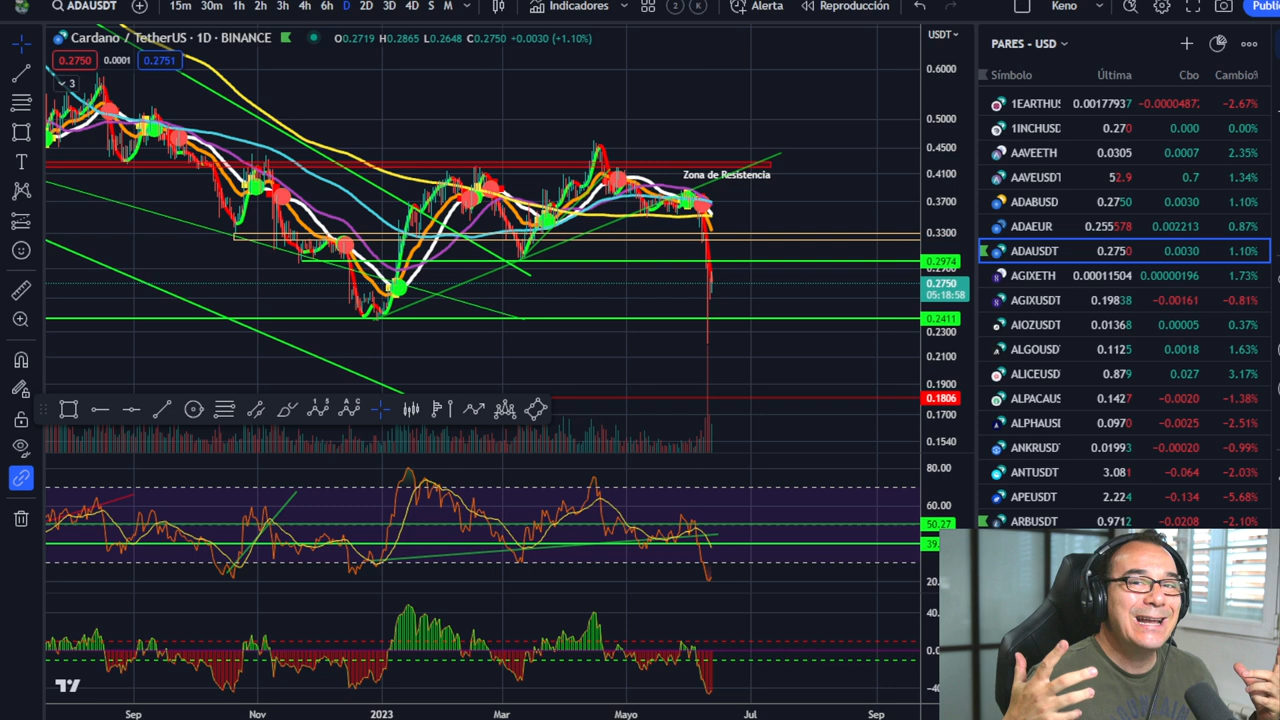 ADAUSDT 15m 30m 1h 2h 3h 4h 6h D 2D 3D 4D S M Indicadores Alerta Reproducción Keno Publi
Cardano / TetherUS · 1D · BINANCE O0.2719 H0.2865 L0.2648 C0.2750 +0.0030 (+1.10%)
0.2750 0.0001 0.2751
3
USDT
0.6000
0.5000
0.4500
0.4100
0.3700
0.3300
0.2974
0.2750
05:18:58
0.2411
0.2300
0.2100
0.1900
0.1806
0.1700
0.1540
Zona de Resistencia
80.00
60.00
50.27
39.
20.
40.
0.0
−40
Sep Nov 2023 Mar Mayo Jul Sep
PARES - USD
Símbolo Última Cbo Cambio%
1EARTHUS 0.00177937 −0.0000487 −2.67%
1INCHUSD 0.270 0.000 0.00%
AAVEETH 0.0305 0.0007 2.35%
AAVEUSDT 52.9 0.7 1.34%
ADABUSD 0.2750 0.0030 1.10%
ADAEUR 0.255578 0.002213 0.87%
ADAUSDT 0.2750 0.0030 1.10%
AGIXETH 0.00011504 0.00000196 1.73%
AGIXUSDT 0.19838 −0.00161 −0.81%
AIOZUSDT 0.01368 0.00005 0.37%
ALGOUSD 0.1125 0.0018 1.63%
ALICEUSD 0.879 0.027 3.17%
ALPACAUS 0.1427 −0.0020 −1.38%
ALPHAUSI 0.0970 −0.0025 −2.51%
ANKRUSD 0.01993 −0.00020 −0.99%
ANTUSDT 3.081 −0.064 −2.03%
APEUSDT 2.224 −0.134 −5.68%
ARBUSDT 0.9712 −0.0208 −2.10%